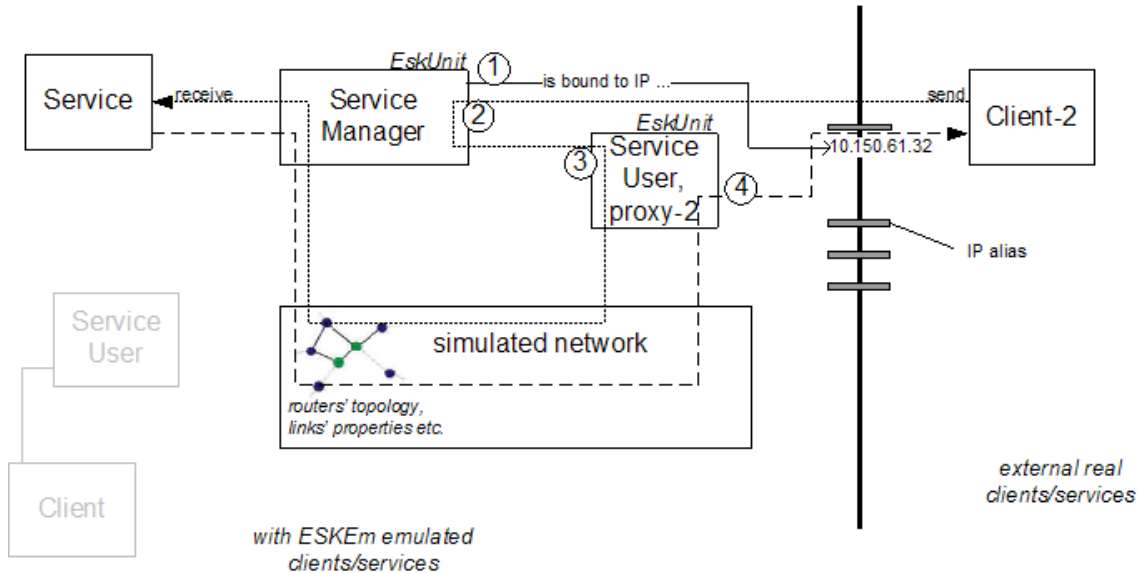 EskUnit
1
is bound to IP ...
Service
receive
Service
Manager
2
send
Client-2
EskUnit
3
Service
User,
proxy-2
10.150.61.32
4
IP alias
Service
User
simulated network
routers' topology,
links' properties etc.
Client
external real
clients/services
with ESKEm emulated
clients/services